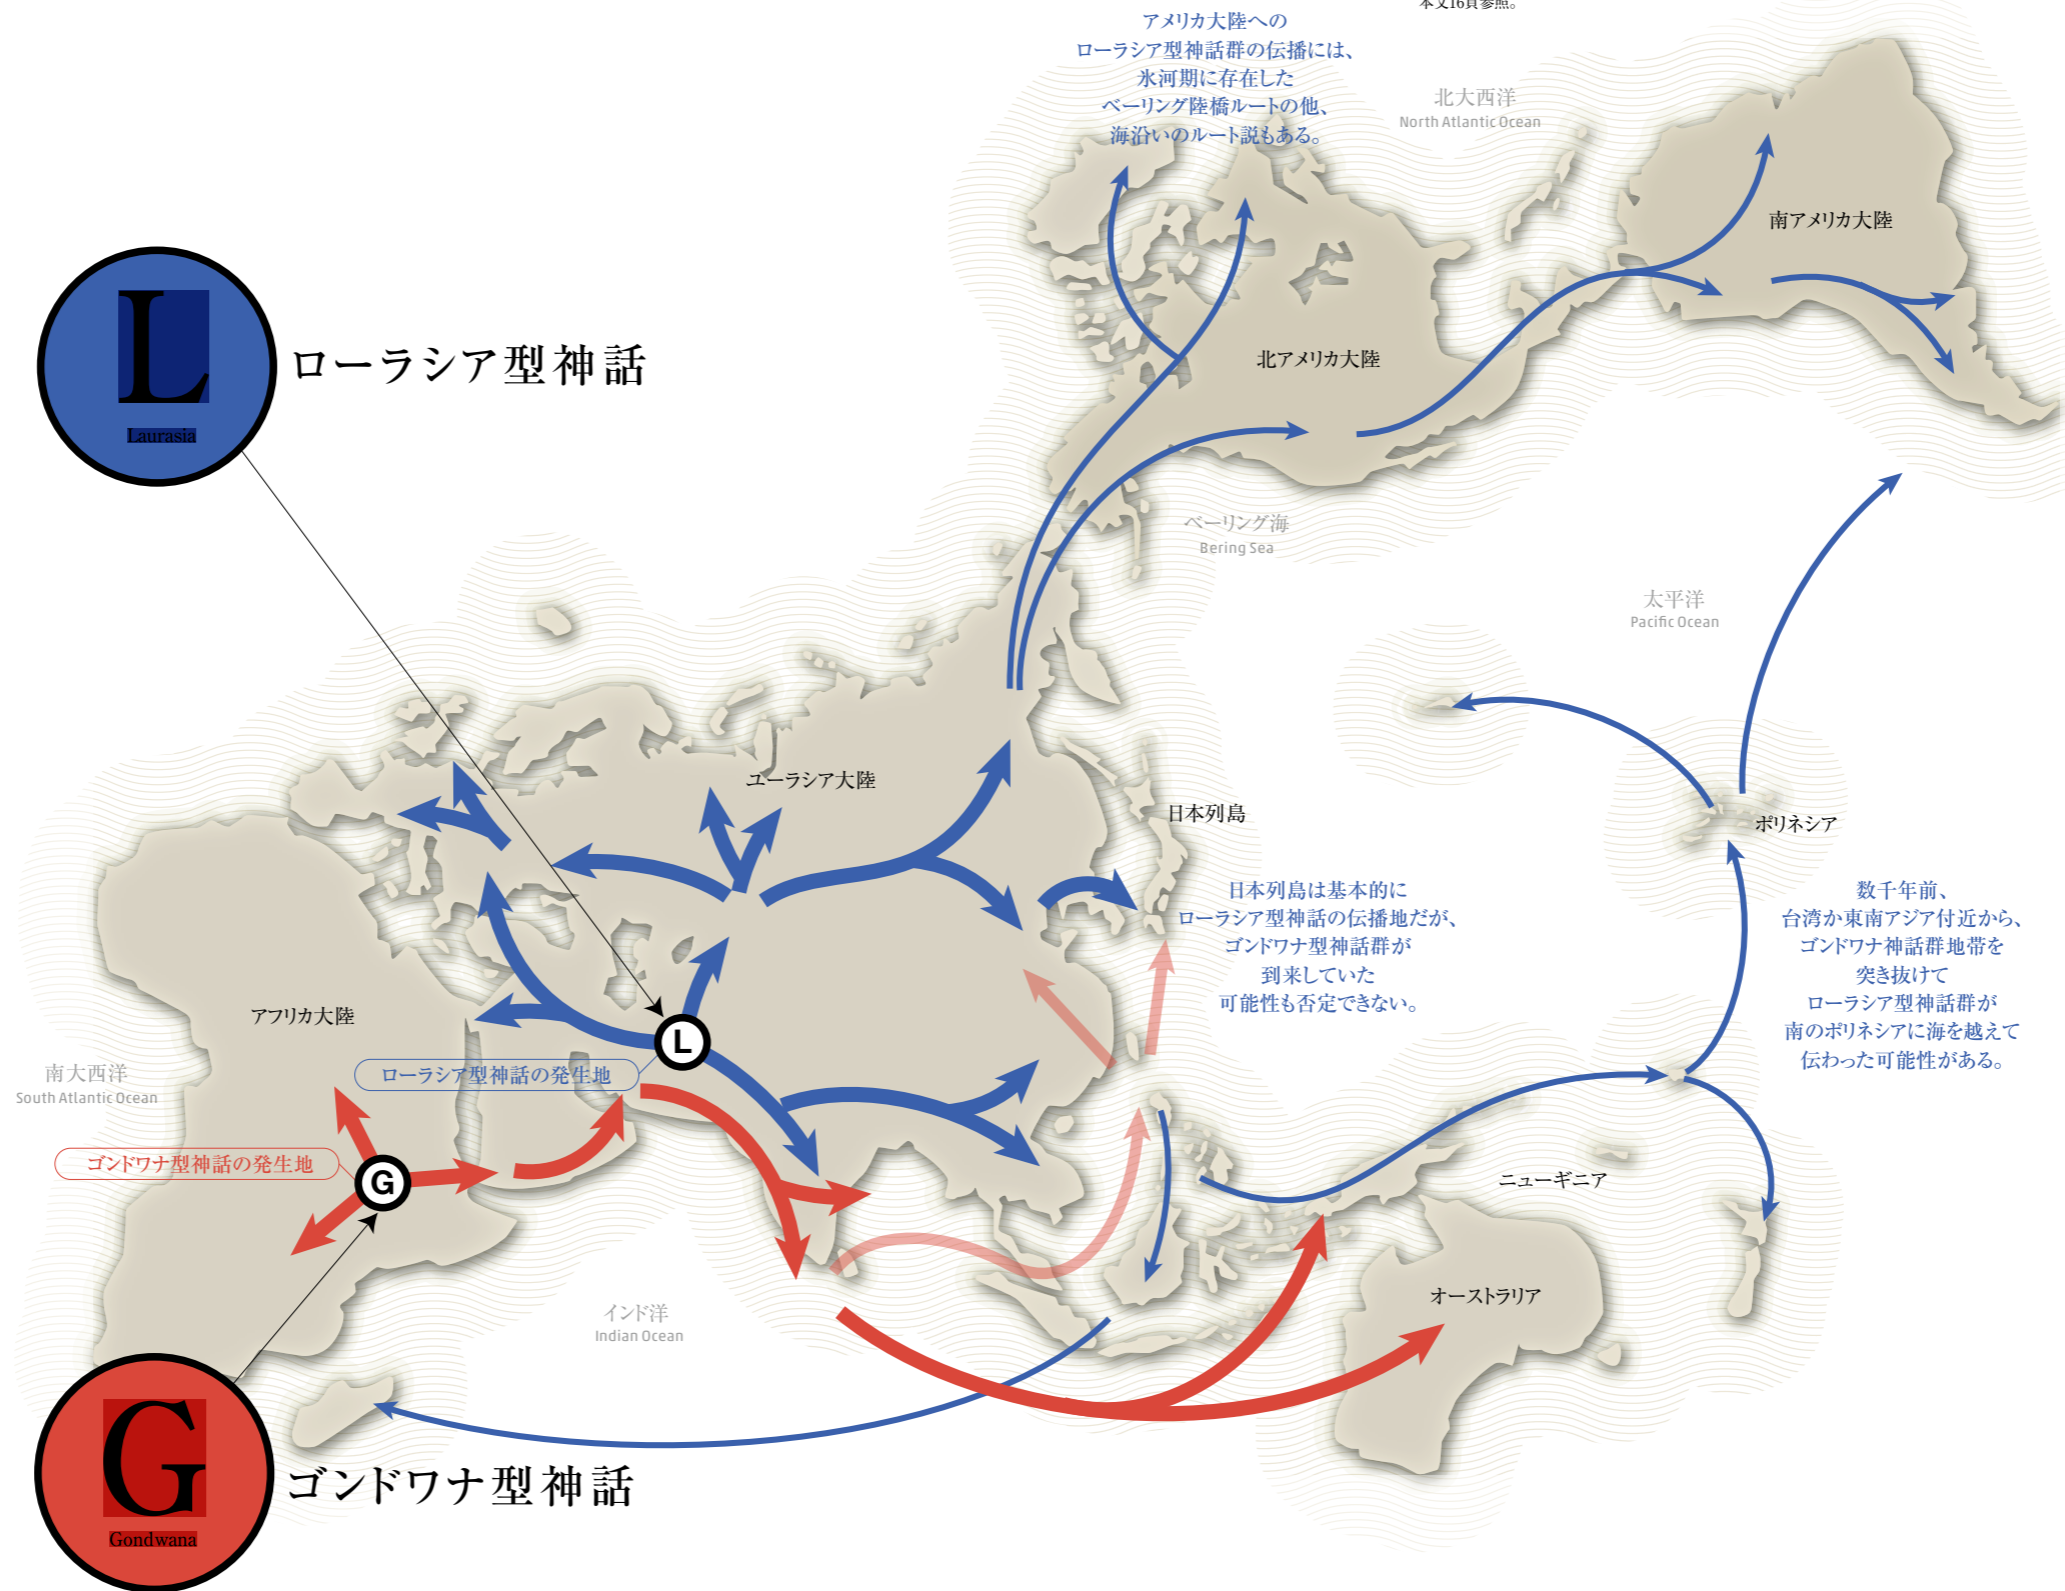 本文16頁参照。
アメリカ大陸への
ローラシア型神話群の伝播には、
氷河期に存在した
ベーリング陸橋ルートの他、
海沿いのルート説もある。
北大西洋
North Atlantic Ocean
南アメリカ大陸
L
Laurasia
ローラシア型神話
北アメリカ大陸
ベーリング海
Bering Sea
太平洋
Pacific Ocean
ユーラシア大陸
日本列島
ポリネシア
日本列島は基本的に
ローラシア型神話の伝播地だが、
ゴンドワナ型神話群が
到来していた
可能性も否定できない。
数千年前、
台湾か東南アジア付近から、
ゴンドワナ神話群地帯を
突き抜けて
ローラシア型神話群が
南のポリネシアに海を越えて
伝わった可能性がある。
アフリカ大陸
L
ローラシア型神話の発生地
南大西洋
South Atlantic Ocean
ゴンドワナ型神話の発生地
G
ニューギニア
オーストラリア
インド洋
Indian Ocean
G
Gondwana
ゴンドワナ型神話